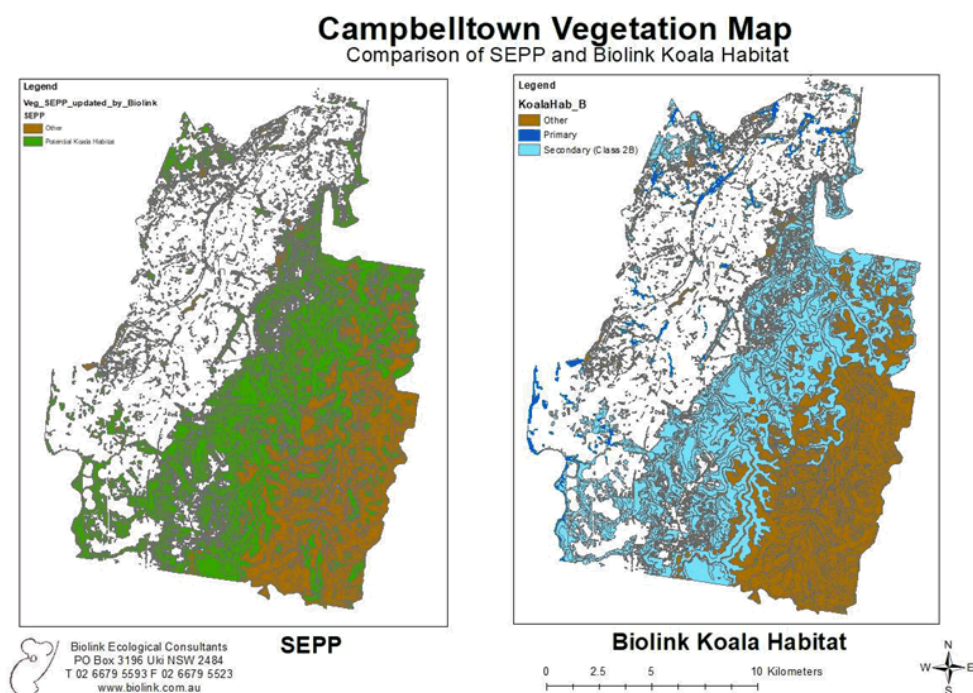 Campbelltown Vegetation Map
Comparison of SEPP and Biolink Koala Habitat
Legend
Veg_SEPP_updated_by_Biolink
SEPP
Other
Potential Koala Habitat
Legend
KoalaHab_B
Other
Primary
Secondary (Class 2B)
SEPP
Biolink Koala Habitat
Biolink Ecological Consultants
PO Box 3196 Uki NSW 2484
T 02 6679 5593 F 02 6679 5523
www.biolink.com.au
0 2.5 5 10 Kilometers
N
W E
S